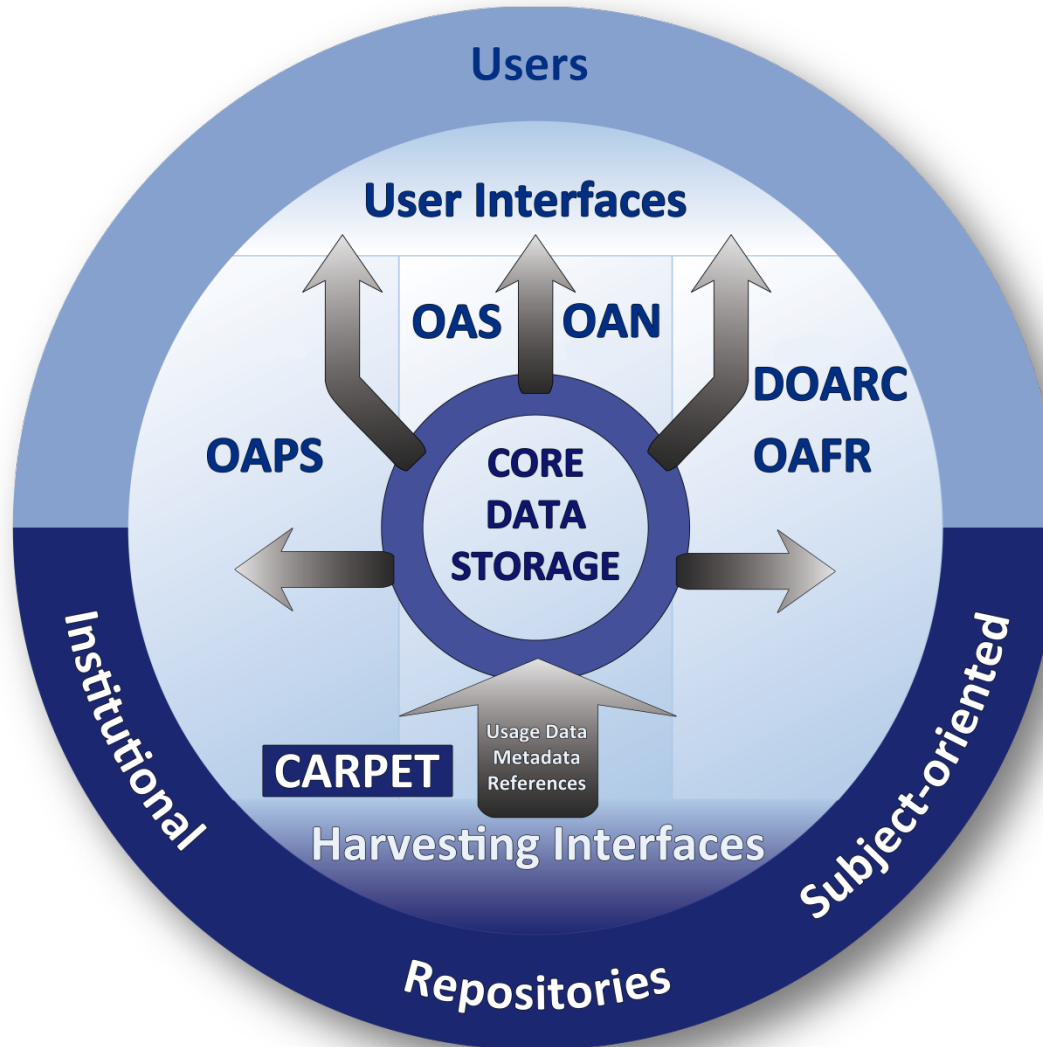 Users
User Interfaces
OAS
OAN
DOARC
OAPS
OAFR
CORE
DATA
STORAGE
Usage Data
Metadata
References
CARPET
Harvesting Interfaces
Institutional
Repositories
Subject-oriented